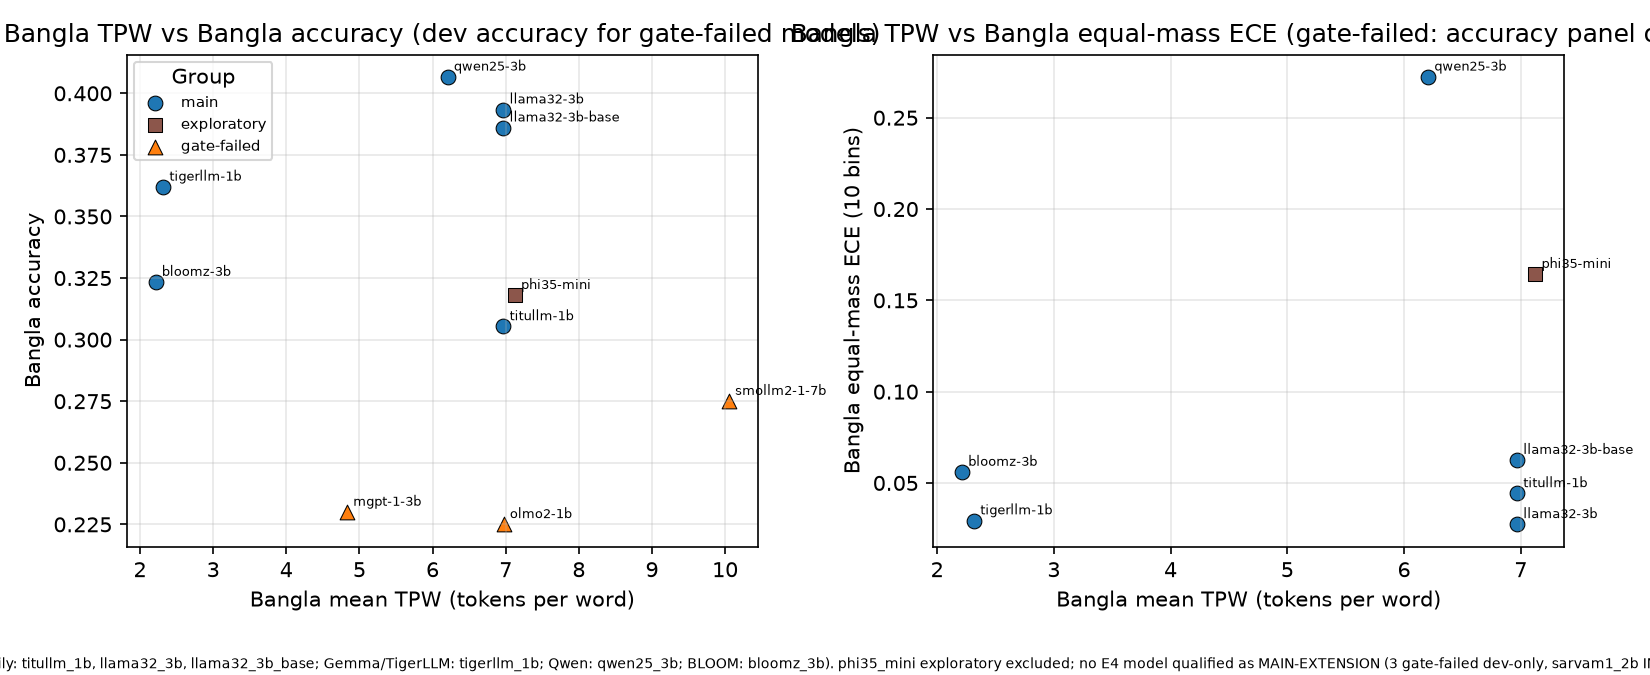 Bangla TPW vs Bangla accuracy (dev accuracy for gate-failed models)
Group
main
exploratory
gate-failed
qwen25-3b
llama32-3b
llama32-3b-base
tigerllm-1b
bloomz-3b
phi35-mini
titullm-1b
smollm2-1-7b
mgpt-1-3b
olmo2-1b
Bangla accuracy
0.400
0.375
0.350
0.325
0.300
0.275
0.250
0.225
2 3 4 5 6 7 8 9 10
Bangla mean TPW (tokens per word)
Bangla TPW vs Bangla equal-mass ECE (gate-failed: accuracy panel
qwen25-3b
phi35-mini
llama32-3b-base
bloomz-3b
titullm-1b
llama32-3b
tigerllm-1b
Bangla equal-mass ECE (10 bins)
0.25
0.20
0.15
0.10
0.05
2 3 4 5 6 7
Bangla mean TPW (tokens per word)
ily: titullm_1b, llama32_3b, llama32_3b_base; Gemma/TigerLLM: tigerllm_1b; Qwen: qwen25_3b; BLOOM: bloomz_3b). phi35_mini exploratory excluded; no E4 model qualified as MAIN-EXTENSION (3 gate-failed dev-only, sarvam1_2b